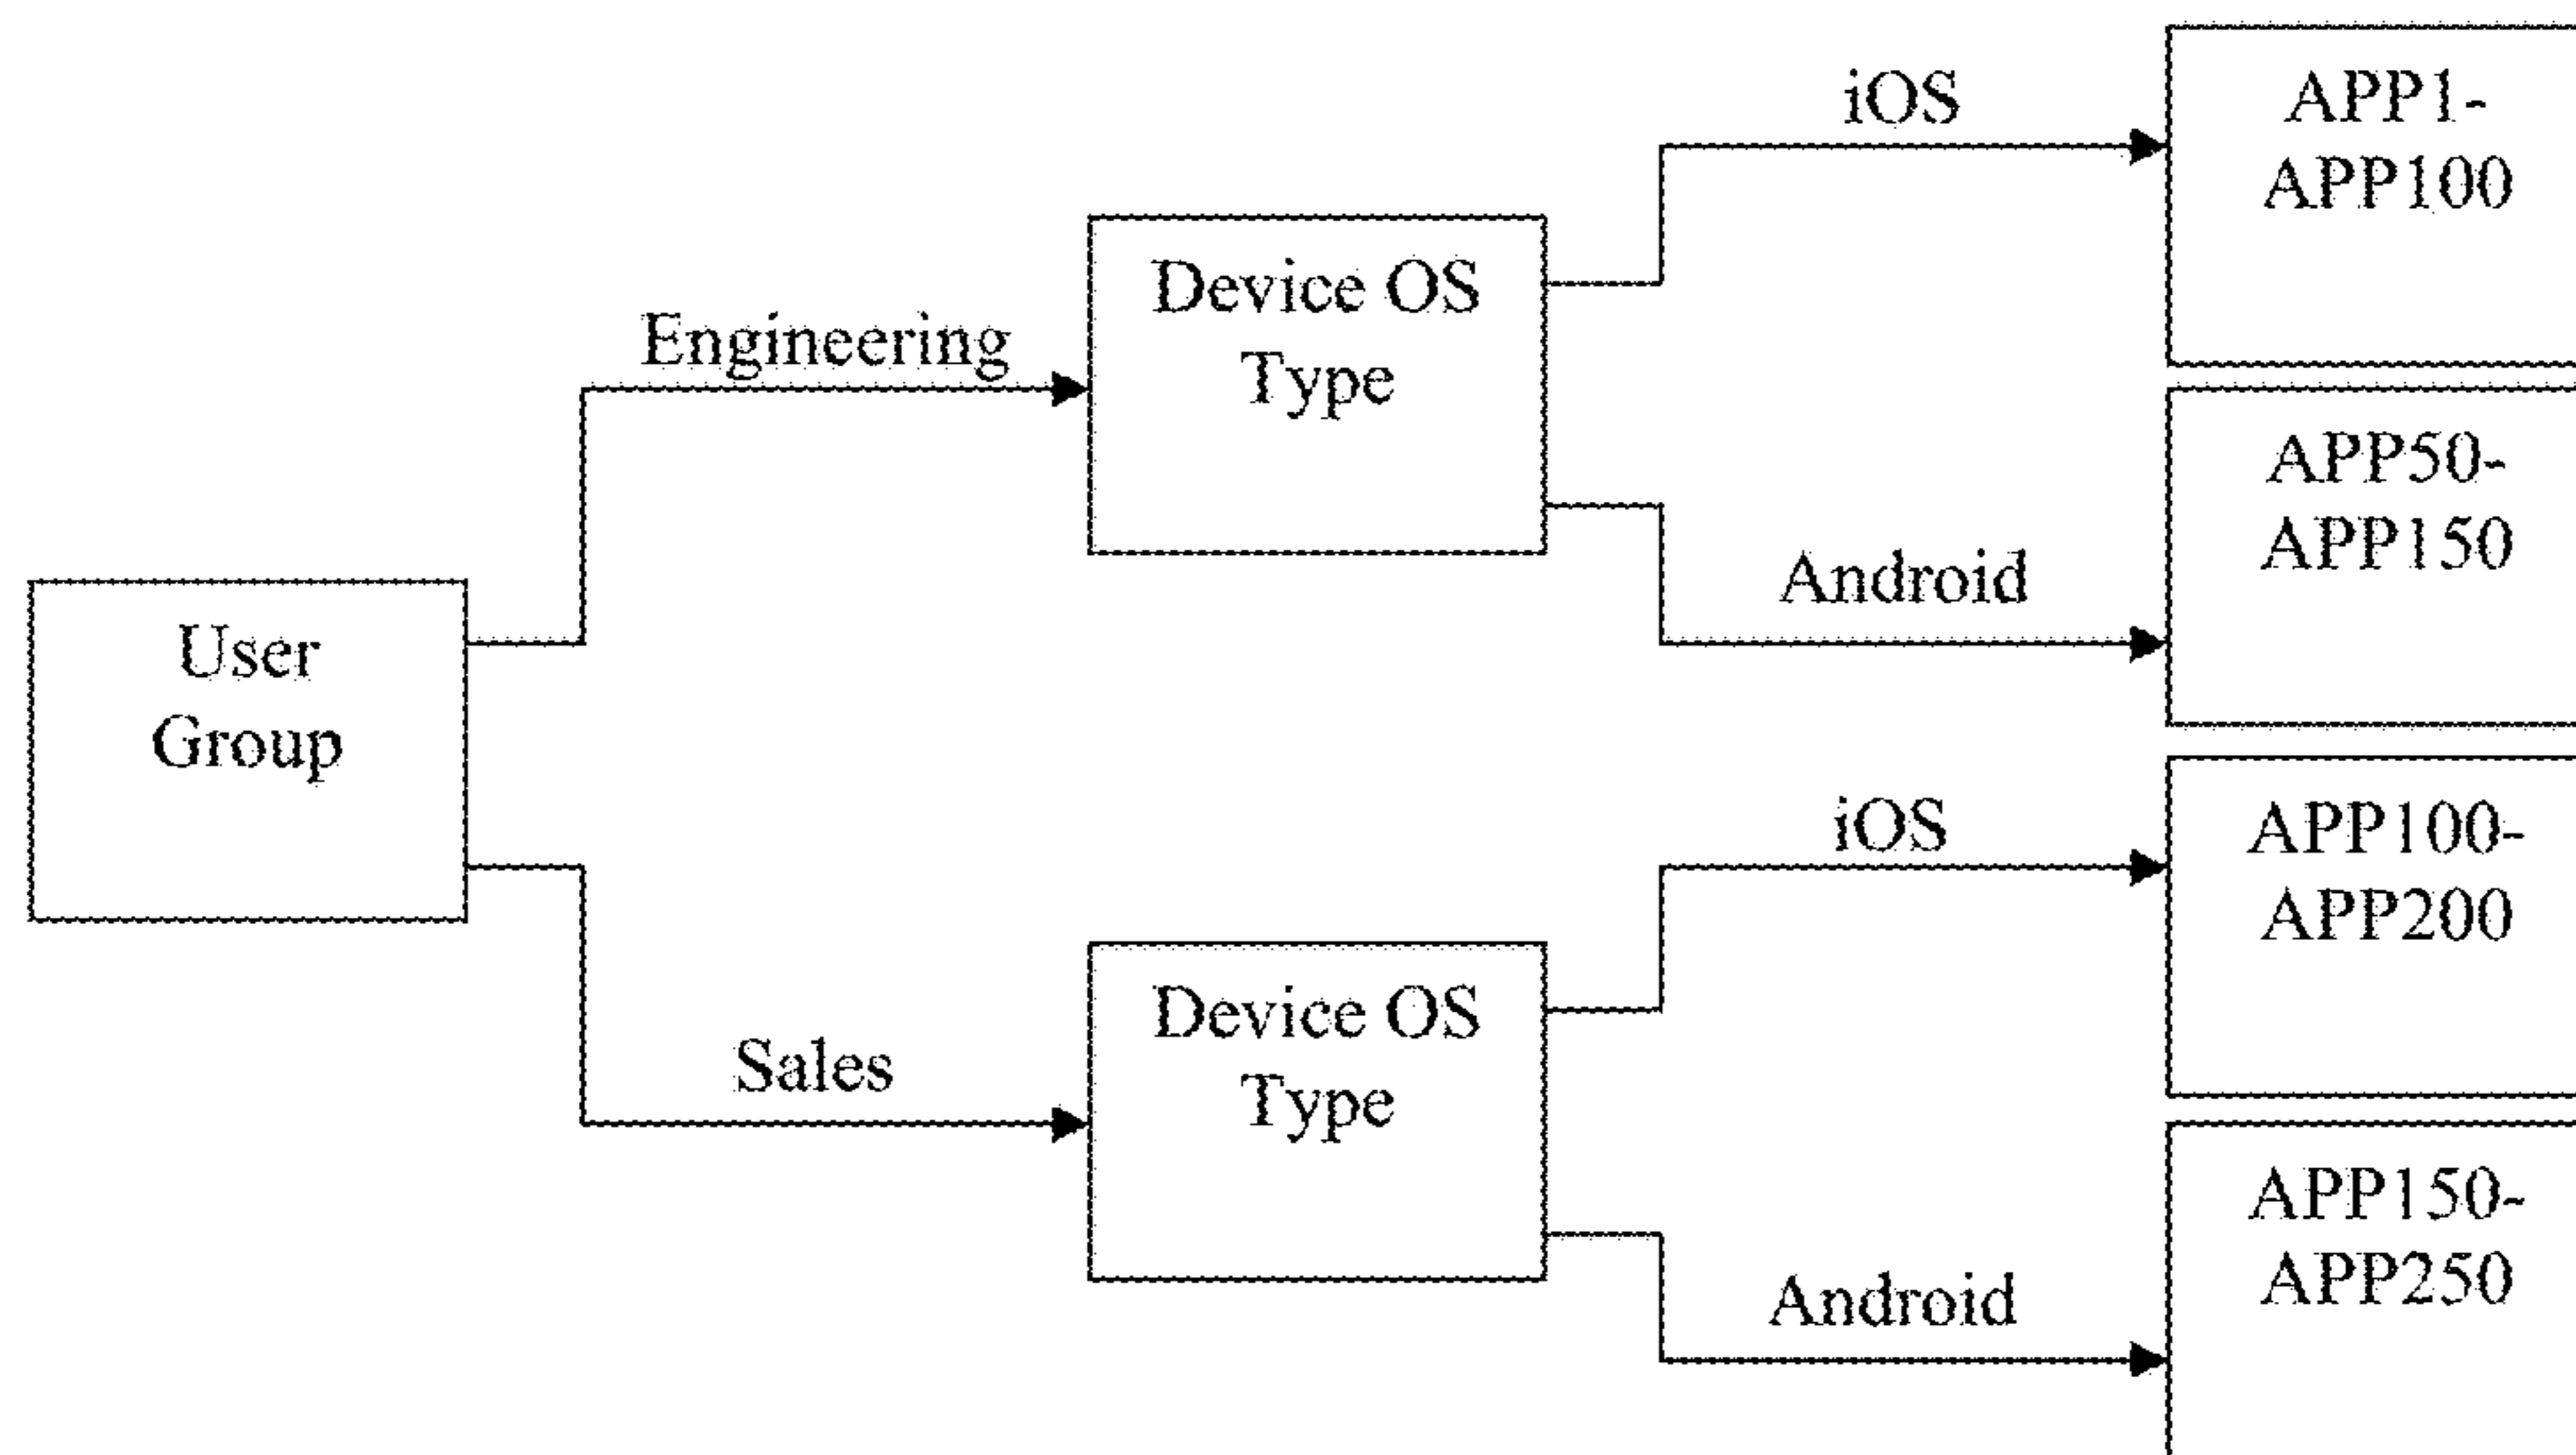 iOS
APP1-
APP100
Device OS
Type
Engineering
APP50-
APP150
Android
User
Group
iOS
APP100-
APP200
Device OS
Type
Sales
APP150-
APP250
Android